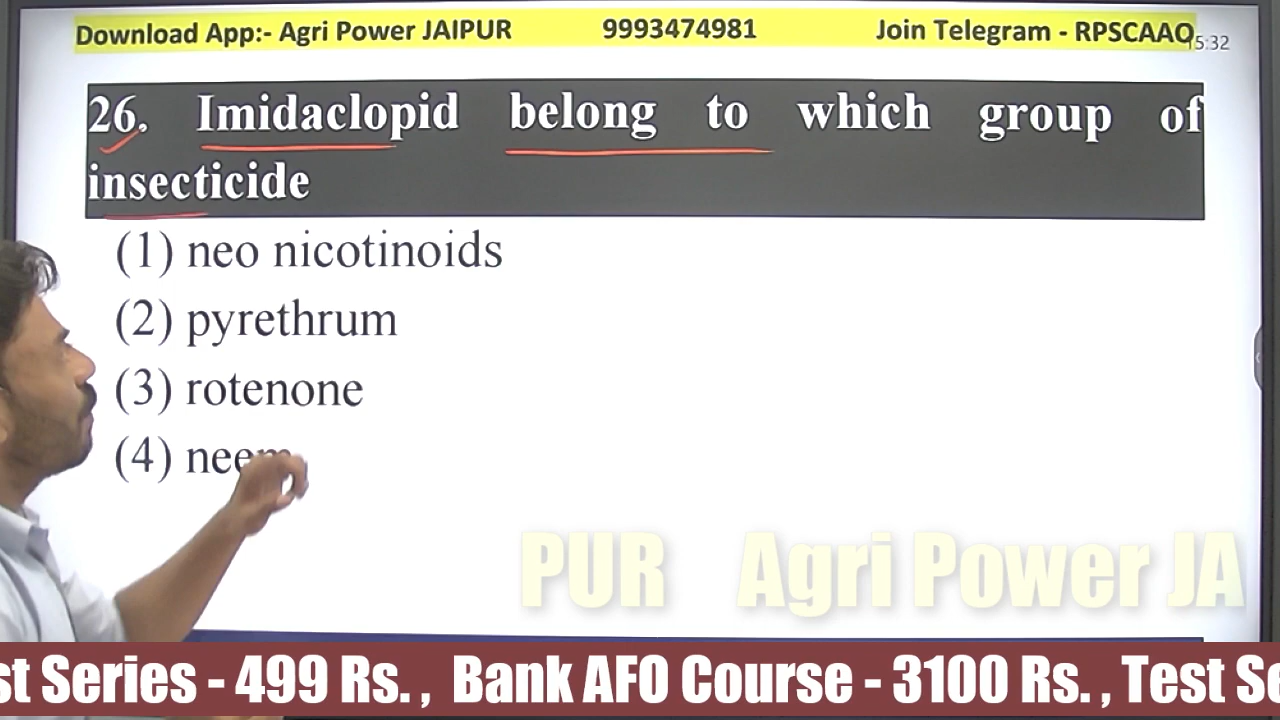 Download App:- Agri Power JAIPUR 9993474981 Join Telegram - RPSCAAO
15:32
26. Imidaclopid belong to which group of
insecticide
(1) neo nicotinoids
(2) pyrethrum
(3) rotenone
(4) neem
PUR Agri Power JA
st Series - 499 Rs. , Bank AFO Course - 3100 Rs. , Test Se